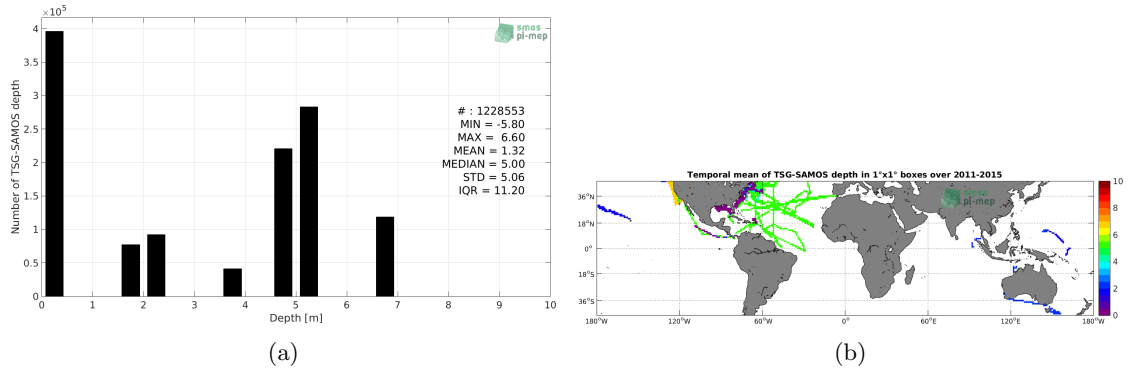 ×10⁵
4
3.5
3
2.5
2
1.5
1
0.5
0
Number of TSG-SAMOS depth
smos
pi-mep
# : 1228553
MIN = -5.80
MAX = 6.60
MEAN = 1.32
MEDIAN = 5.00
STD = 5.06
IQR = 11.20
0 1 2 3 4 5 6 7 8 9 10
Depth [m]
(a)
Temporal mean of TSG-SAMOS depth in 1°x1° boxes over 2011-2015
smos
pi-mep
36°N
18°N
0°
18°S
36°S
180°W 120°W 60°W 0° 60°E 120°E 180°W
10
8
6
4
2
0
(b)